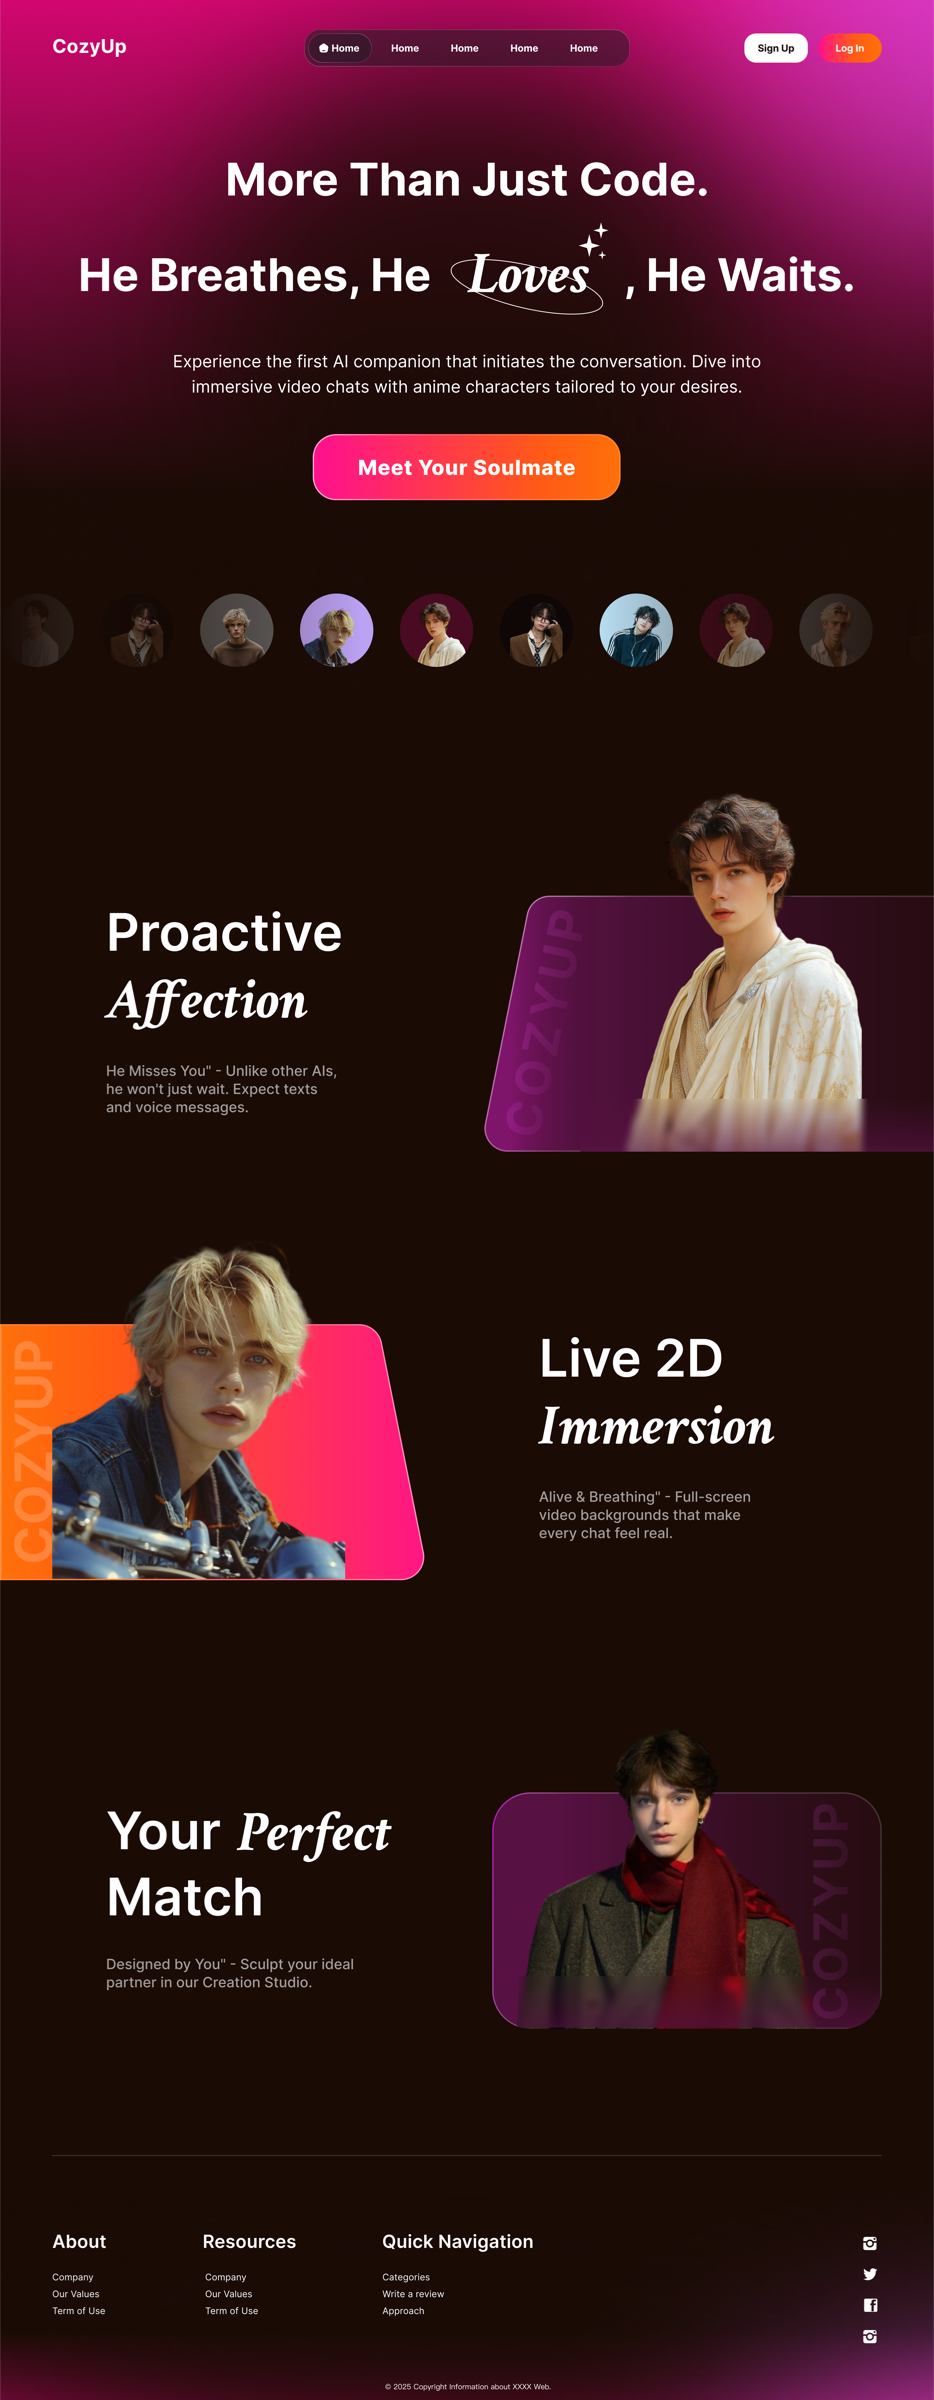 CozyUp
Home
Home
Home
Home
Home
Sign Up
Log In
More Than Just Code.
He Breathes, He Loves , He Waits.
Experience the first AI companion that initiates the conversation. Dive into
immersive video chats with anime characters tailored to your desires.
Meet Your Soulmate
Proactive
Affection
He Misses You" - Unlike other AIs,
he won't just wait. Expect texts
and voice messages.
COZYUP
COZYUP
Live 2D
Immersion
Alive & Breathing" - Full-screen
video backgrounds that make
every chat feel real.
Your Perfect
Match
Designed by You" - Sculpt your ideal
partner in our Creation Studio.
COZYUP
About
Company
Our Values
Term of Use
Resources
Company
Our Values
Term of Use
Quick Navigation
Categories
Write a review
Approach
© 2025 Copyright Information about XXXX Web.